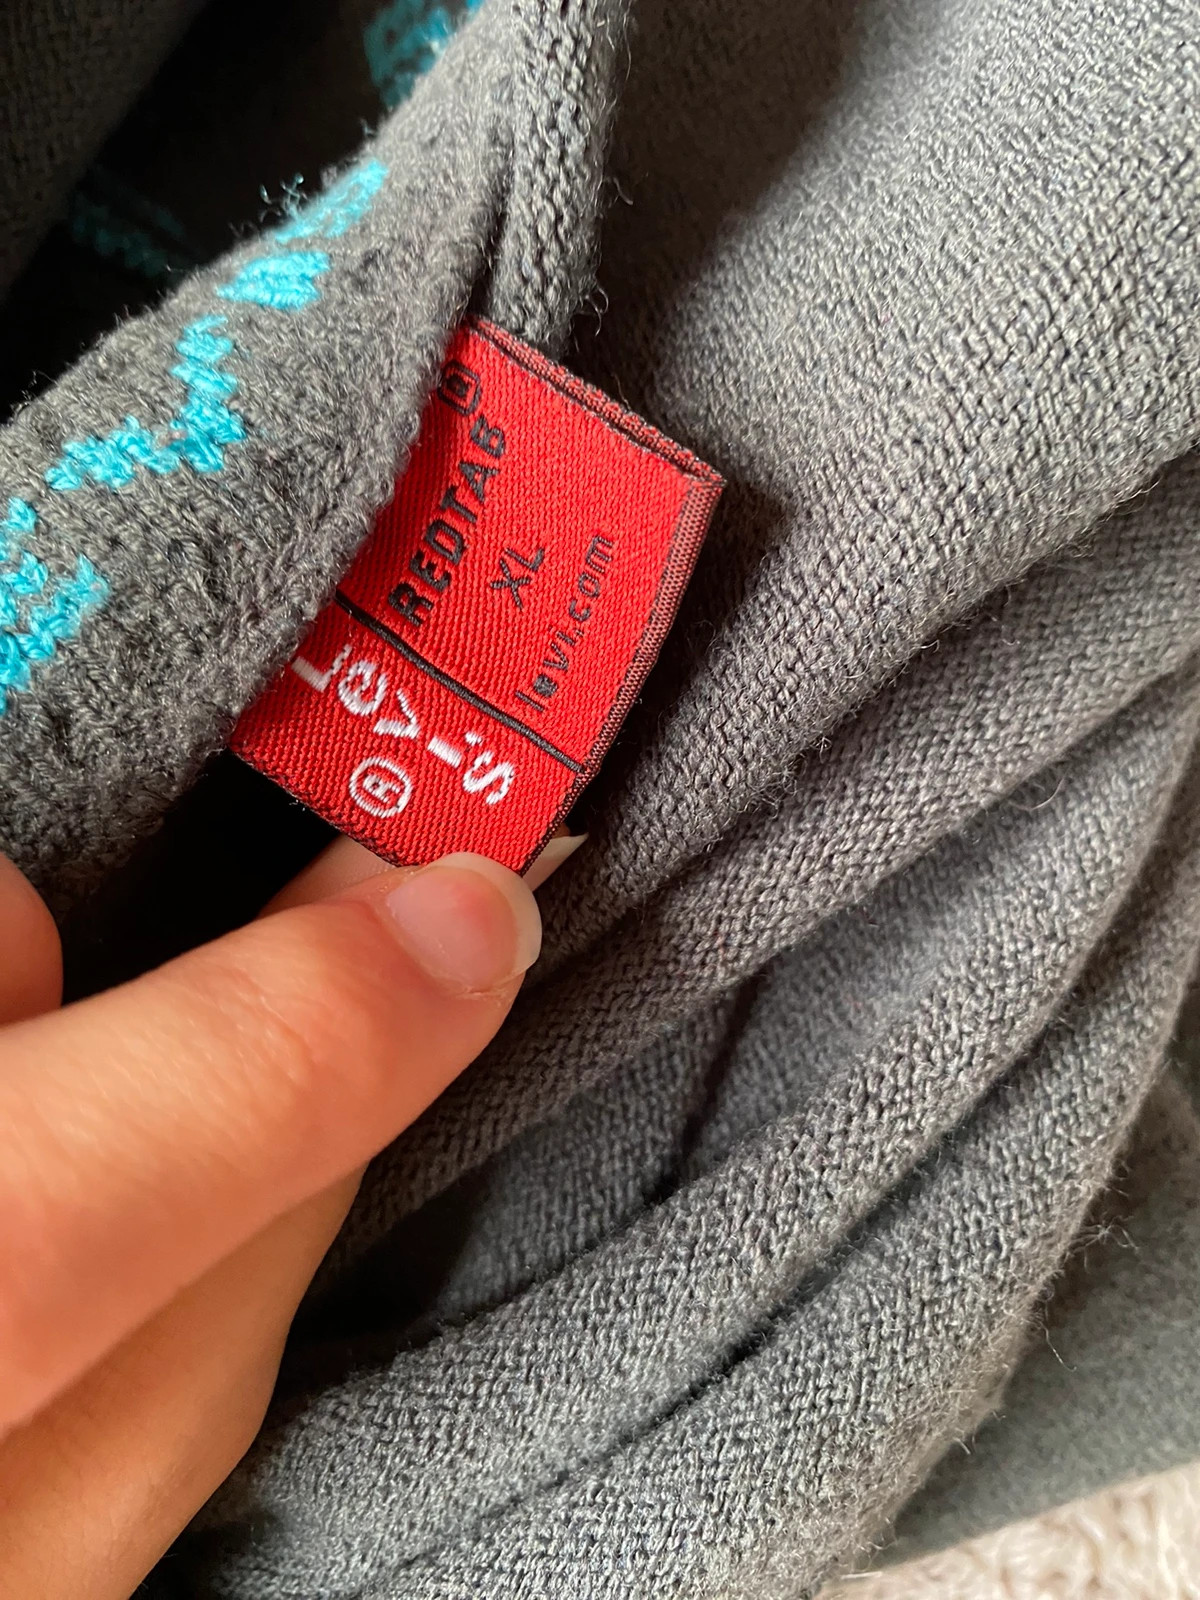 Levi's
®
REDTAB ®
XL
levi.com